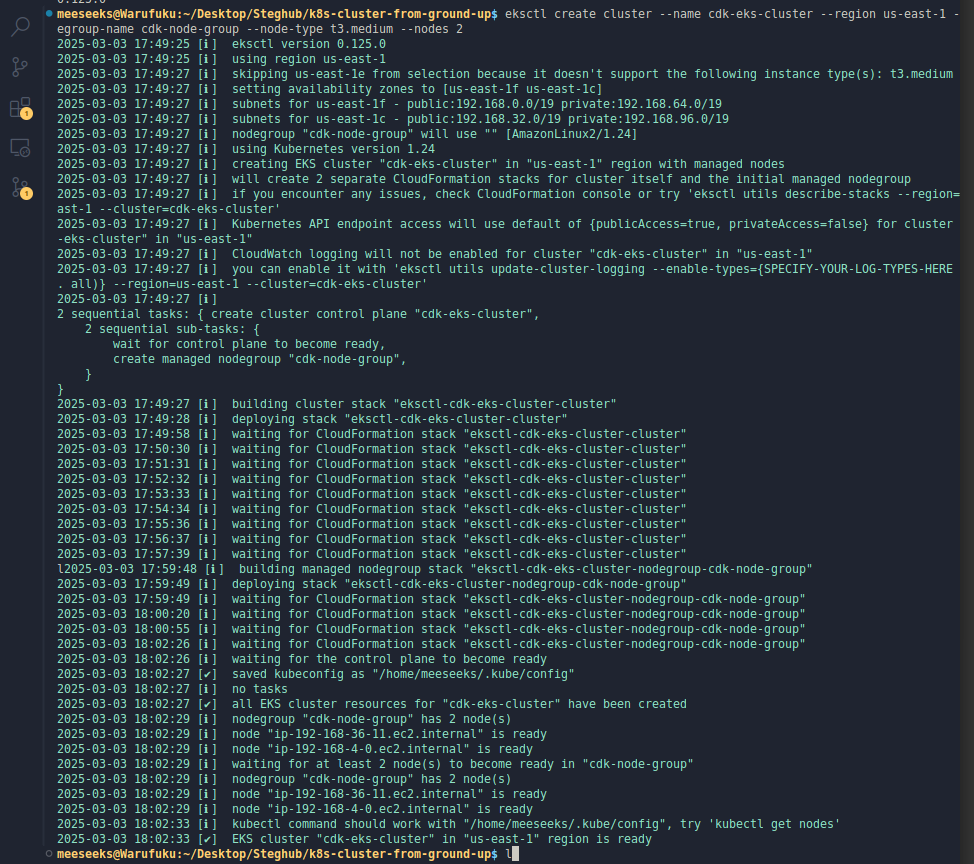 meeseeks@Warufuku:~/Desktop/Steghub/k8s-cluster-from-ground-up$ eksctl create cluster --name cdk-eks-cluster --region us-east-1 -
egroup-name cdk-node-group --node-type t3.medium --nodes 2
2025-03-03 17:49:25 [ℹ]  eksctl version 0.125.0
2025-03-03 17:49:25 [ℹ]  using region us-east-1
2025-03-03 17:49:27 [ℹ]  skipping us-east-1e from selection because it doesn't support the following instance type(s): t3.medium
2025-03-03 17:49:27 [ℹ]  setting availability zones to [us-east-1f us-east-1c]
2025-03-03 17:49:27 [ℹ]  subnets for us-east-1f - public:192.168.0.0/19 private:192.168.64.0/19
2025-03-03 17:49:27 [ℹ]  subnets for us-east-1c - public:192.168.32.0/19 private:192.168.96.0/19
2025-03-03 17:49:27 [ℹ]  nodegroup "cdk-node-group" will use "" [AmazonLinux2/1.24]
2025-03-03 17:49:27 [ℹ]  using Kubernetes version 1.24
2025-03-03 17:49:27 [ℹ]  creating EKS cluster "cdk-eks-cluster" in "us-east-1" region with managed nodes
2025-03-03 17:49:27 [ℹ]  will create 2 separate CloudFormation stacks for cluster itself and the initial managed nodegroup
2025-03-03 17:49:27 [ℹ]  if you encounter any issues, check CloudFormation console or try 'eksctl utils describe-stacks --region=
ast-1 --cluster=cdk-eks-cluster'
2025-03-03 17:49:27 [ℹ]  Kubernetes API endpoint access will use default of {publicAccess=true, privateAccess=false} for cluster
-eks-cluster" in "us-east-1"
2025-03-03 17:49:27 [ℹ]  CloudWatch logging will not be enabled for cluster "cdk-eks-cluster" in "us-east-1"
2025-03-03 17:49:27 [ℹ]  you can enable it with 'eksctl utils update-cluster-logging --enable-types={SPECIFY-YOUR-LOG-TYPES-HERE
. all)} --region=us-east-1 --cluster=cdk-eks-cluster'
2025-03-03 17:49:27 [ℹ]
2 sequential tasks: { create cluster control plane "cdk-eks-cluster",
    2 sequential sub-tasks: {
        wait for control plane to become ready,
        create managed nodegroup "cdk-node-group",
    }
}
2025-03-03 17:49:27 [ℹ]  building cluster stack "eksctl-cdk-eks-cluster-cluster"
2025-03-03 17:49:28 [ℹ]  deploying stack "eksctl-cdk-eks-cluster-cluster"
2025-03-03 17:49:58 [ℹ]  waiting for CloudFormation stack "eksctl-cdk-eks-cluster-cluster"
2025-03-03 17:50:30 [ℹ]  waiting for CloudFormation stack "eksctl-cdk-eks-cluster-cluster"
2025-03-03 17:51:31 [ℹ]  waiting for CloudFormation stack "eksctl-cdk-eks-cluster-cluster"
2025-03-03 17:52:32 [ℹ]  waiting for CloudFormation stack "eksctl-cdk-eks-cluster-cluster"
2025-03-03 17:53:33 [ℹ]  waiting for CloudFormation stack "eksctl-cdk-eks-cluster-cluster"
2025-03-03 17:54:34 [ℹ]  waiting for CloudFormation stack "eksctl-cdk-eks-cluster-cluster"
2025-03-03 17:55:36 [ℹ]  waiting for CloudFormation stack "eksctl-cdk-eks-cluster-cluster"
2025-03-03 17:56:37 [ℹ]  waiting for CloudFormation stack "eksctl-cdk-eks-cluster-cluster"
2025-03-03 17:57:39 [ℹ]  waiting for CloudFormation stack "eksctl-cdk-eks-cluster-cluster"
l2025-03-03 17:59:48 [ℹ]  building managed nodegroup stack "eksctl-cdk-eks-cluster-nodegroup-cdk-node-group"
2025-03-03 17:59:49 [ℹ]  deploying stack "eksctl-cdk-eks-cluster-nodegroup-cdk-node-group"
2025-03-03 17:59:49 [ℹ]  waiting for CloudFormation stack "eksctl-cdk-eks-cluster-nodegroup-cdk-node-group"
2025-03-03 18:00:20 [ℹ]  waiting for CloudFormation stack "eksctl-cdk-eks-cluster-nodegroup-cdk-node-group"
2025-03-03 18:00:55 [ℹ]  waiting for CloudFormation stack "eksctl-cdk-eks-cluster-nodegroup-cdk-node-group"
2025-03-03 18:02:26 [ℹ]  waiting for CloudFormation stack "eksctl-cdk-eks-cluster-nodegroup-cdk-node-group"
2025-03-03 18:02:26 [ℹ]  waiting for the control plane to become ready
2025-03-03 18:02:27 [✔]  saved kubeconfig as "/home/meeseeks/.kube/config"
2025-03-03 18:02:27 [ℹ]  no tasks
2025-03-03 18:02:27 [✔]  all EKS cluster resources for "cdk-eks-cluster" have been created
2025-03-03 18:02:29 [ℹ]  nodegroup "cdk-node-group" has 2 node(s)
2025-03-03 18:02:29 [ℹ]  node "ip-192-168-36-11.ec2.internal" is ready
2025-03-03 18:02:29 [ℹ]  node "ip-192-168-4-0.ec2.internal" is ready
2025-03-03 18:02:29 [ℹ]  waiting for at least 2 node(s) to become ready in "cdk-node-group"
2025-03-03 18:02:29 [ℹ]  nodegroup "cdk-node-group" has 2 node(s)
2025-03-03 18:02:29 [ℹ]  node "ip-192-168-36-11.ec2.internal" is ready
2025-03-03 18:02:29 [ℹ]  node "ip-192-168-4-0.ec2.internal" is ready
2025-03-03 18:02:33 [ℹ]  kubectl command should work with "/home/meeseeks/.kube/config", try 'kubectl get nodes'
2025-03-03 18:02:33 [✔]  EKS cluster "cdk-eks-cluster" in "us-east-1" region is ready
meeseeks@Warufuku:~/Desktop/Steghub/k8s-cluster-from-ground-up$ l